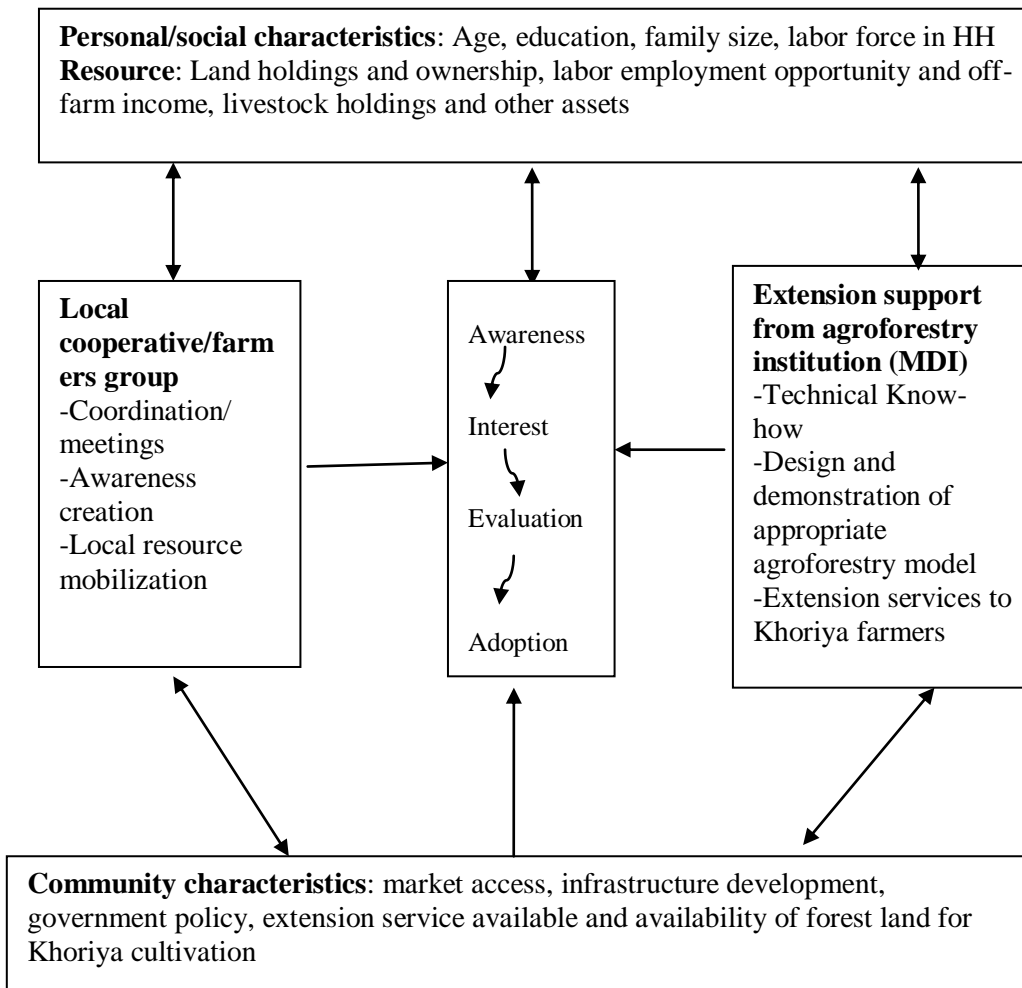 Personal/social characteristics: Age, education, family size, labor force in HH
Resource: Land holdings and ownership, labor employment opportunity and off-
farm income, livestock holdings and other assets
Local
cooperative/farm
ers group
-Coordination/
meetings
-Awareness
creation
-Local resource
mobilization
Awareness
Interest
Evaluation
Adoption
Extension support
from agroforestry
institution (MDI)
-Technical Know-
how
-Design and
demonstration of
appropriate
agroforestry model
-Extension services to
Khoriya farmers
Community characteristics: market access, infrastructure development,
government policy, extension service available and availability of forest land for
Khoriya cultivation